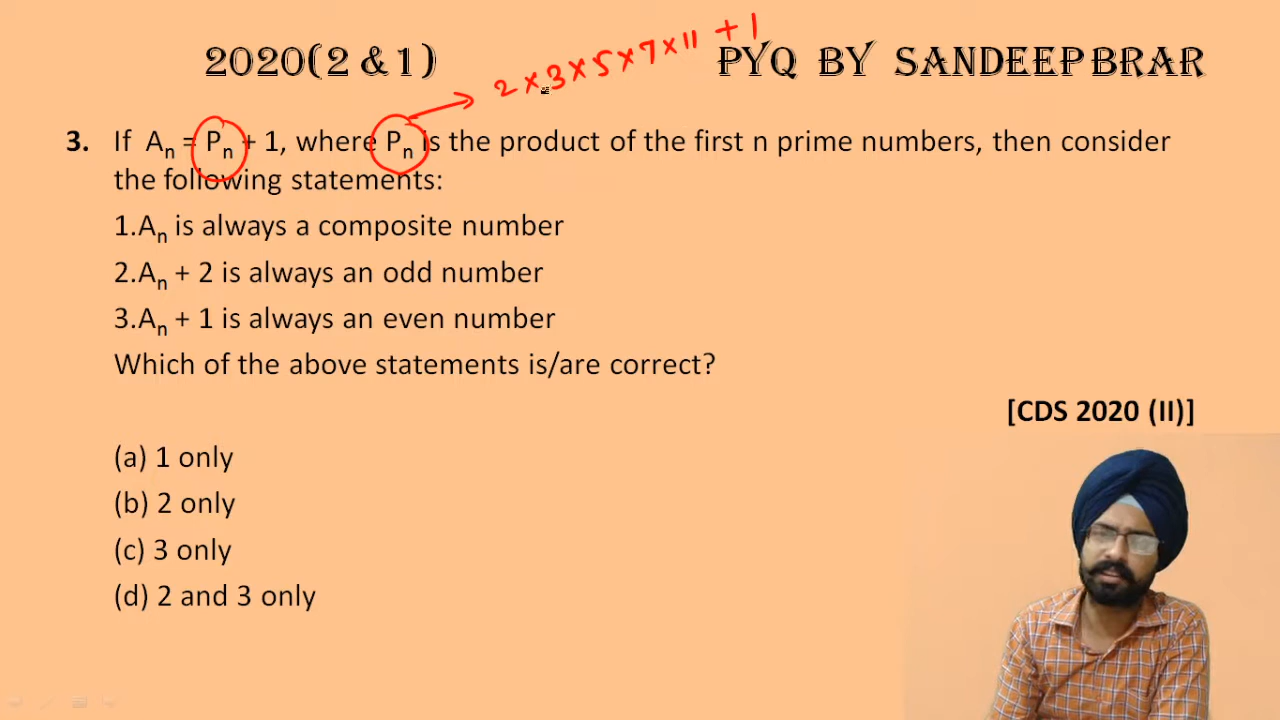 2020(2 & 1)
PYQ BY SANDEEP BRAR
2 × 3 × 5 × 7 × 11 + 1
3. If Aₙ = Pₙ + 1, where Pₙ is the product of the first n prime numbers, then consider
the following statements:
1.Aₙ is always a composite number
2.Aₙ + 2 is always an odd number
3.Aₙ + 1 is always an even number
Which of the above statements is/are correct?
[CDS 2020 (II)]
(a) 1 only
(b) 2 only
(c) 3 only
(d) 2 and 3 only